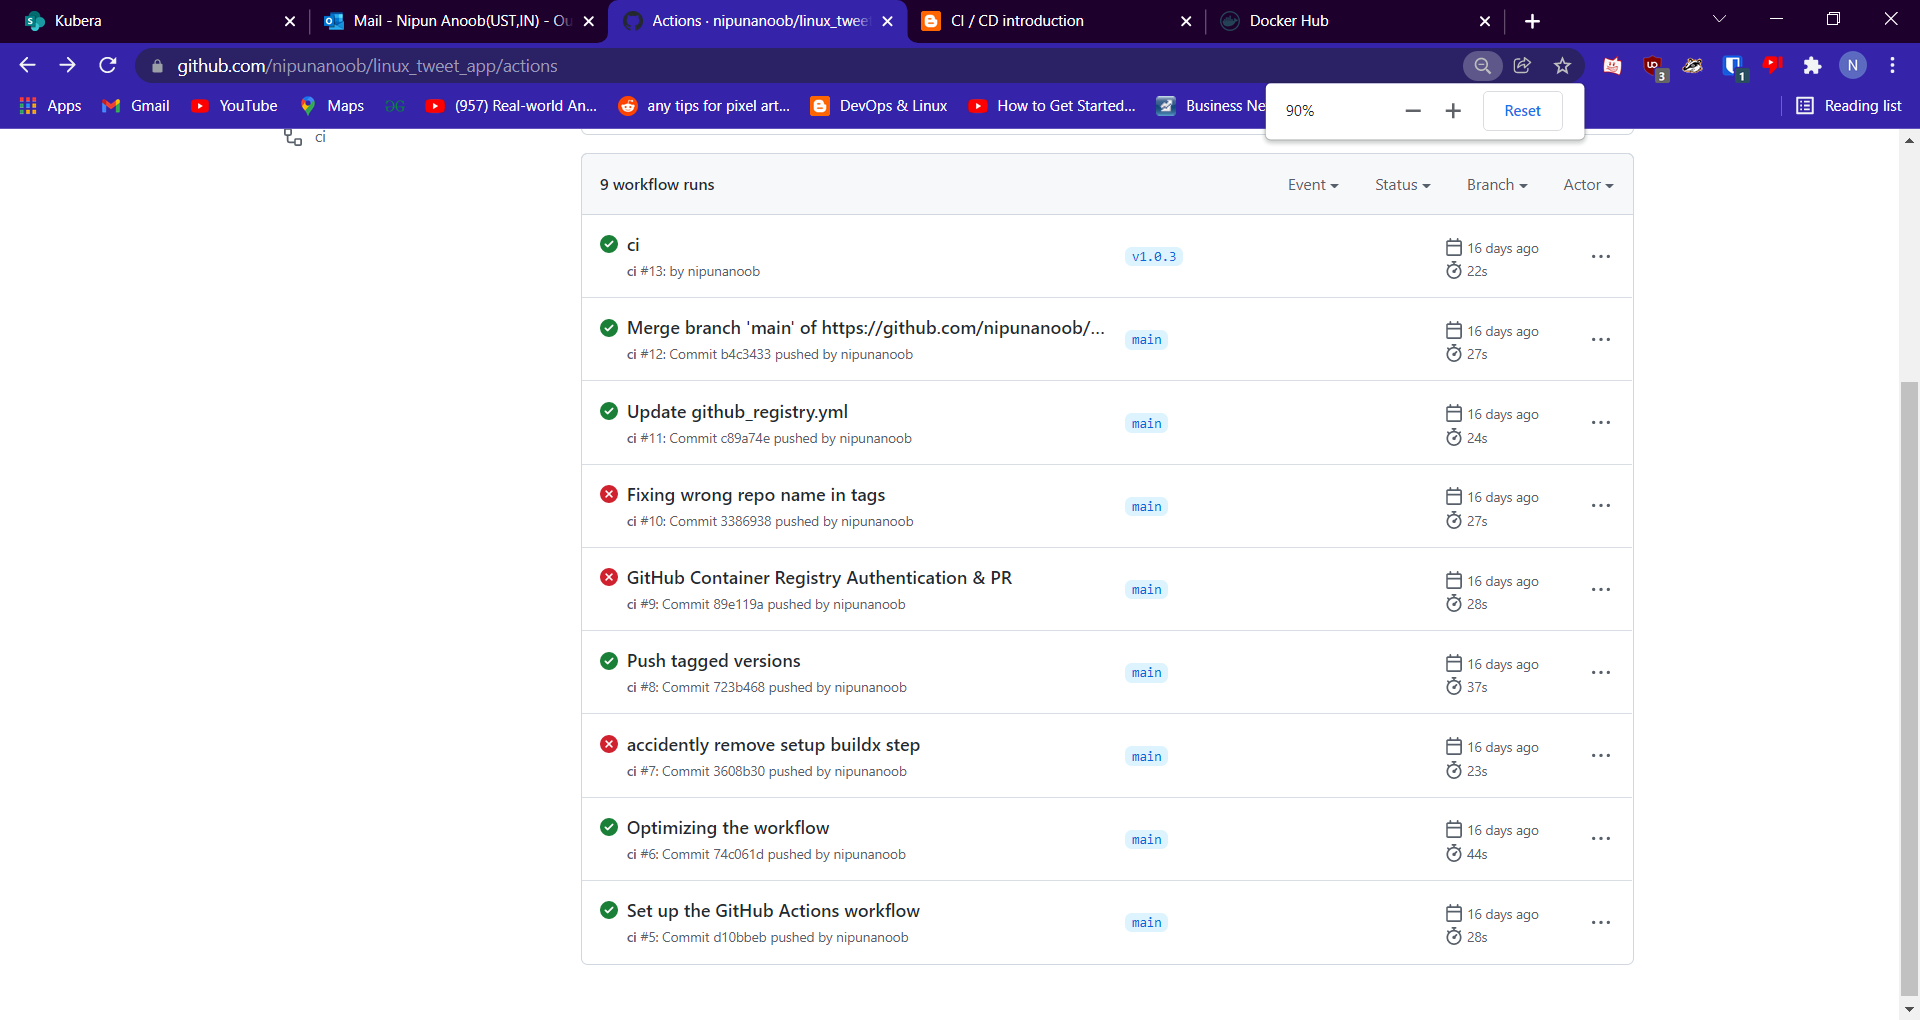 Kubera
Mail - Nipun Anoob(UST,IN) - Ou
Actions · nipunanoob/linux_tweet
CI / CD introduction
Docker Hub
github.com/nipunanoob/linux_tweet_app/actions
3
1
N
Apps
Gmail
YouTube
Maps
(957) Real-world An...
any tips for pixel art...
DevOps & Linux
How to Get Started...
Business Ne
Reading list
90%
Reset
ci
9 workflow runs
Event
Status
Branch
Actor
ci
v1.0.3
16 days ago
ci #13: by nipunanoob
22s
Merge branch 'main' of https://github.com/nipunanoob/...
main
16 days ago
ci #12: Commit b4c3433 pushed by nipunanoob
27s
Update github_registry.yml
main
16 days ago
ci #11: Commit c89a74e pushed by nipunanoob
24s
Fixing wrong repo name in tags
main
16 days ago
ci #10: Commit 3386938 pushed by nipunanoob
27s
GitHub Container Registry Authentication & PR
main
16 days ago
ci #9: Commit 89e119a pushed by nipunanoob
28s
Push tagged versions
main
16 days ago
ci #8: Commit 723b468 pushed by nipunanoob
37s
accidently remove setup buildx step
main
16 days ago
ci #7: Commit 3608b30 pushed by nipunanoob
23s
Optimizing the workflow
main
16 days ago
ci #6: Commit 74c061d pushed by nipunanoob
44s
Set up the GitHub Actions workflow
main
16 days ago
ci #5: Commit d10bbeb pushed by nipunanoob
28s